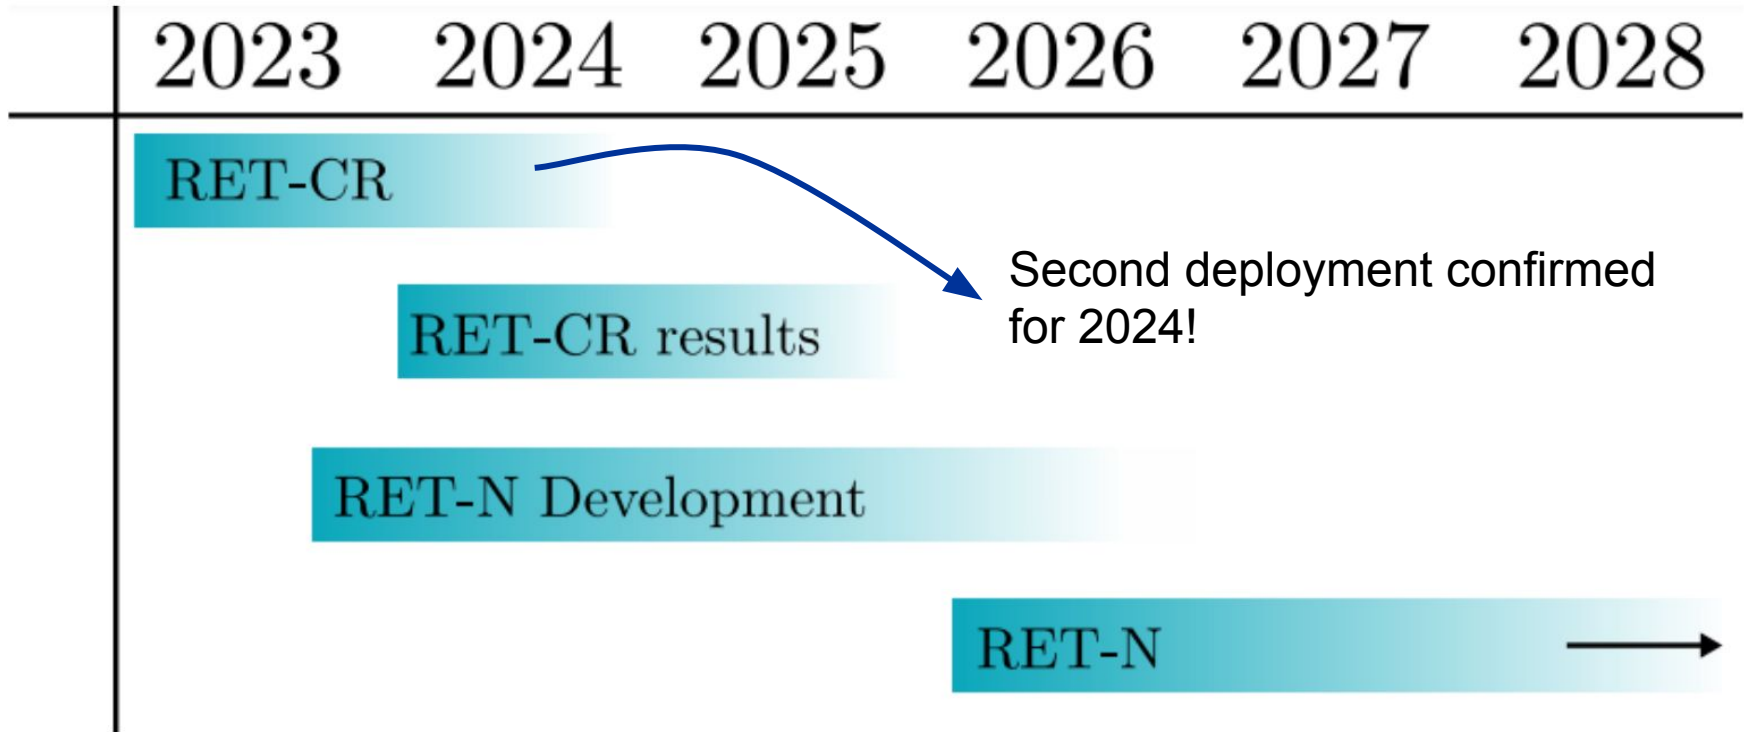 2023 2024 2025 2026 2027 2028
RET-CR
Second deployment confirmed
for 2024!
RET-CR results
RET-N Development
RET-N